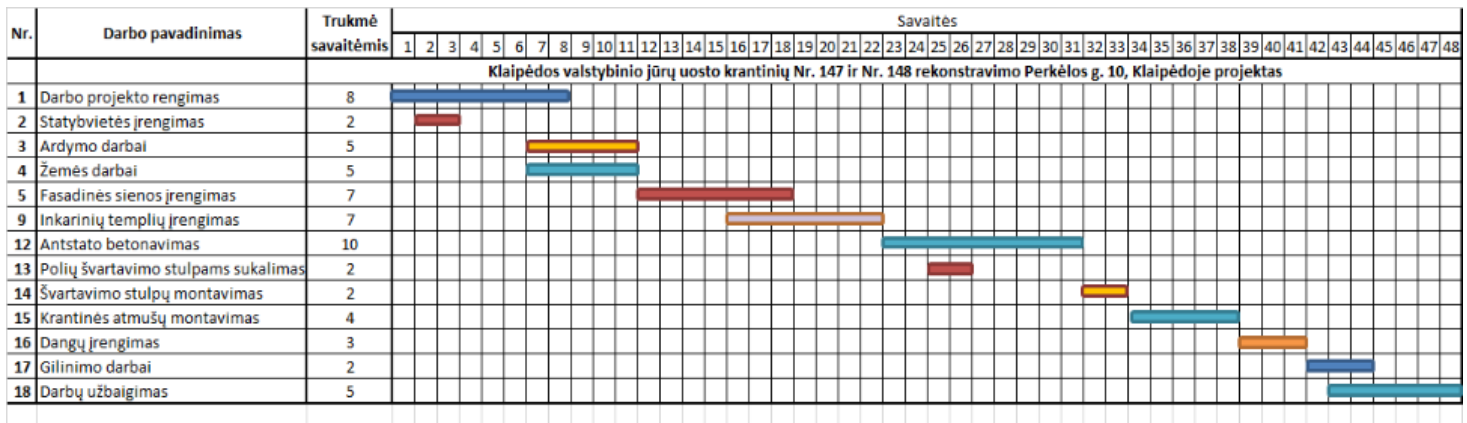 Nr. Darbo pavadinimas Trukmė savaitėmis Savaitės
1 2 3 4 5 6 7 8 9 10 11 12 13 14 15 16 17 18 19 20 21 22 23 24 25 26 27 28 29 30 31 32 33 34 35 36 37 38 39 40 41 42 43 44 45 46 47 48
Klaipėdos valstybinio jūrų uosto krantinių Nr. 147 ir Nr. 148 rekonstravimo Perkėlos g. 10, Klaipėdoje projektas
1 Darbo projekto rengimas 8
2 Statybvietės įrengimas 2
3 Ardymo darbai 5
4 Žemės darbai 5
5 Fasadinės sienos įrengimas 7
9 Inkarinių templių įrengimas 7
12 Antstato betonavimas 10
13 Polių švartavimo stulpams sukalimas 2
14 Švartavimo stulpų montavimas 2
15 Krantinės atmušų montavimas 4
16 Dangų įrengimas 3
17 Gilinimo darbai 2
18 Darbų užbaigimas 5